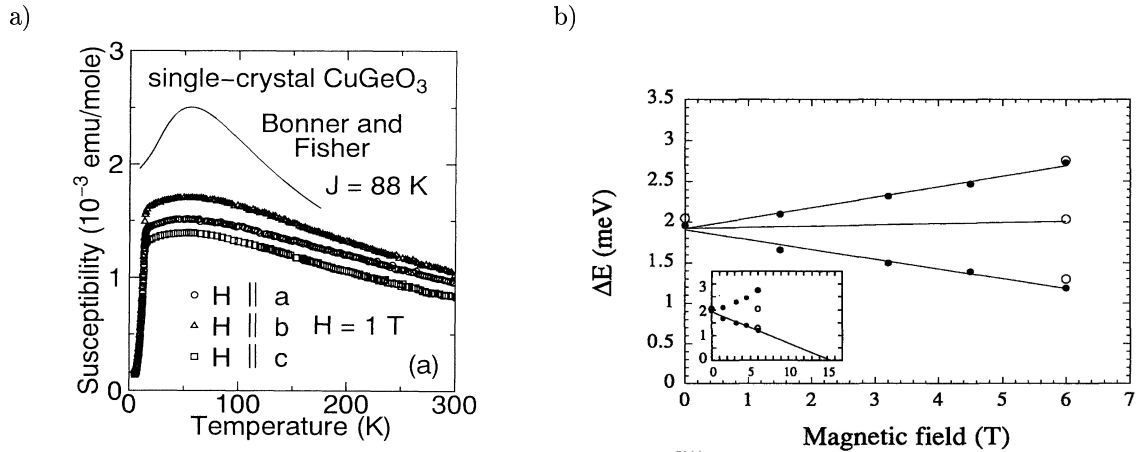 a)
3
2
1
0
Susceptibility (10⁻³ emu/mole)
single-crystal CuGeO₃
Bonner and
Fisher
J = 88 K
○ H || a
△ H || b H = 1 T
□ H || c
(a)
0 100 200 300
Temperature (K)
b)
3.5
3
2.5
2
1.5
1
0.5
0
ΔE (meV)
3
2
1
0
0 5 10 15
0 1 2 3 4 5 6 7
Magnetic field (T)